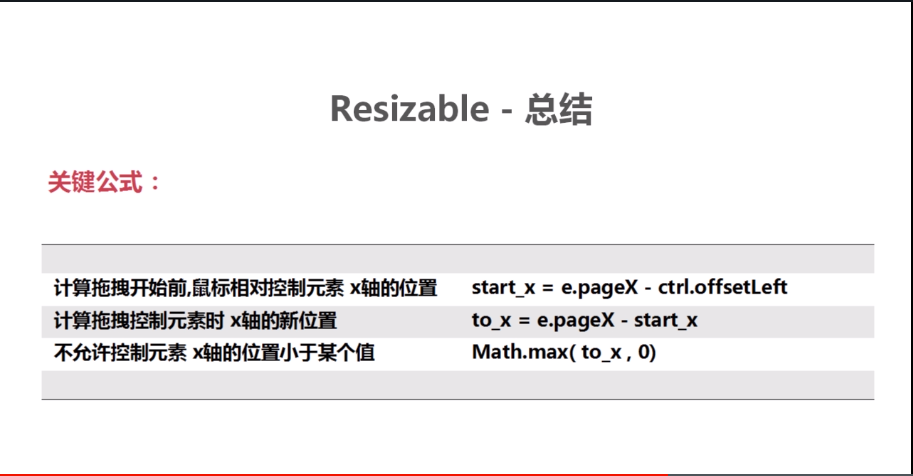 Resizable - 总结
关键公式：
计算拖拽开始前,鼠标相对控制元素 x轴的位置 start_x = e.pageX - ctrl.offsetLeft
计算拖拽控制元素时 x轴的新位置 to_x = e.pageX - start_x
不允许控制元素 x轴的位置小于某个值 Math.max( to_x , 0)